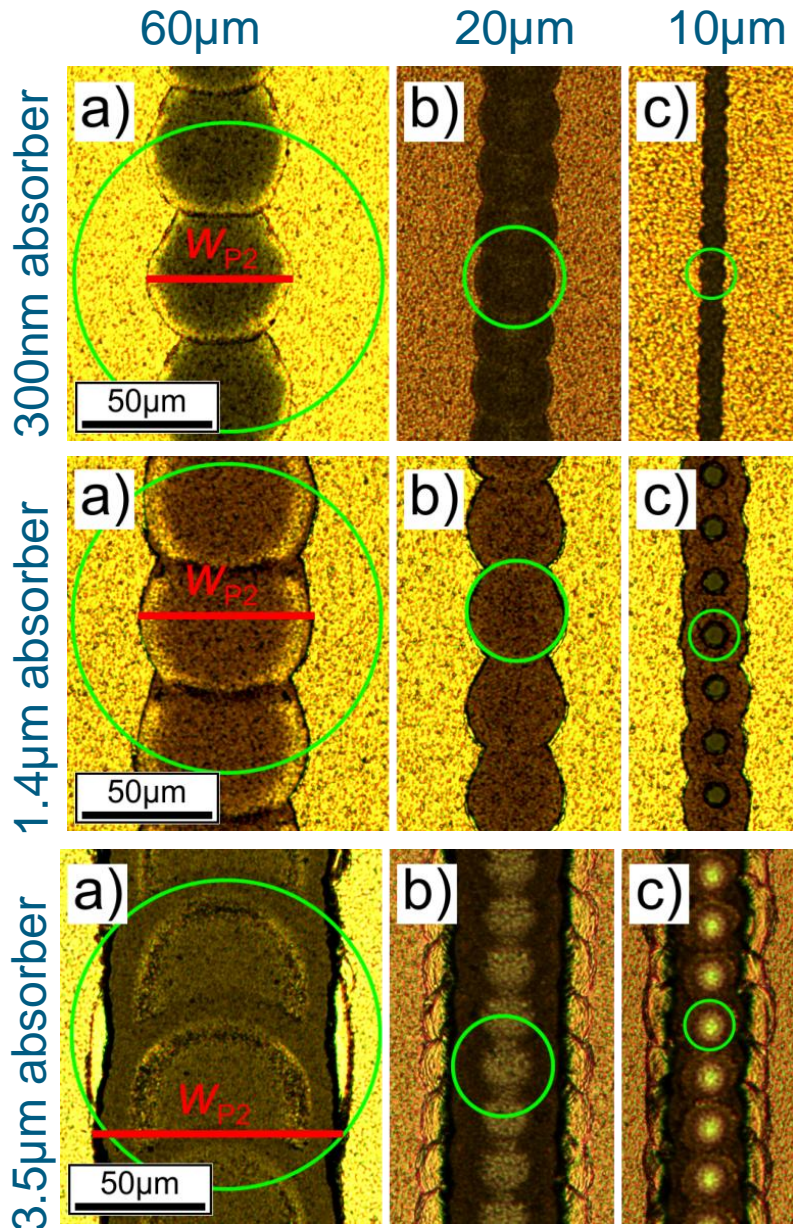 60µm 20µm 10µm
300nm absorber
a) b) c)
WP2
50µm
1.4µm absorber
a) b) c)
WP2
50µm
3.5µm absorber
a) b) c)
WP2
50µm